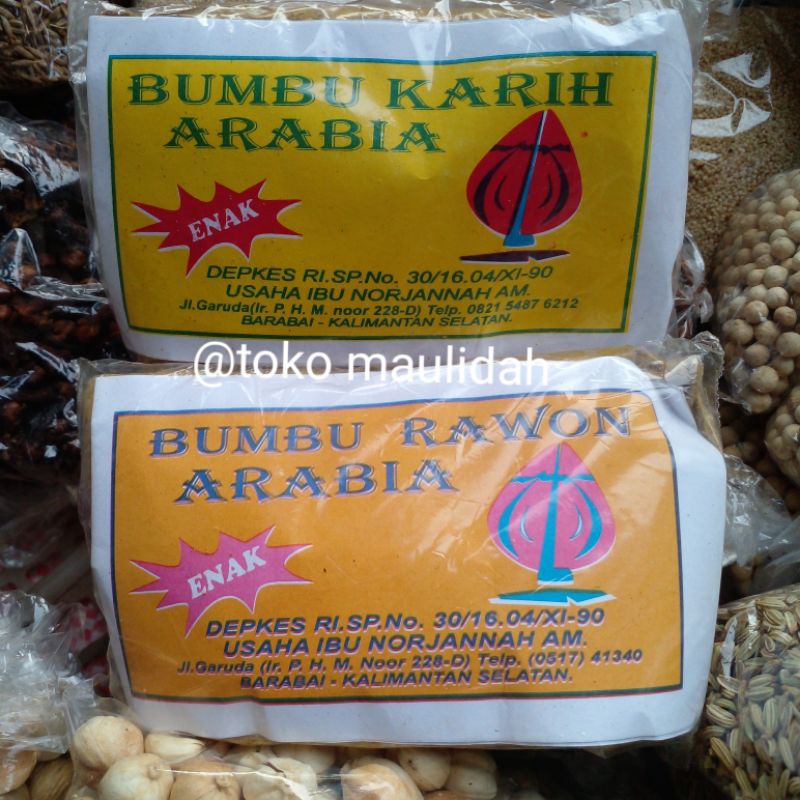 BUMBU KARIH
ARABIA
ENAK
DEPKES RI.SP.No. 30/16.04/XI-90
USAHA IBU NORJANNAH AM.
Jl.Garuda(Ir. P. H. M. noor 228-D) Telp. 0821 5487 6212
BARABAI - KALIMANTAN SELATAN.
@toko maulidah
BUMBU RAWON
ARABIA
ENAK
DEPKES RI.SP.No. 30/16.04/XI-90
USAHA IBU NORJANNAH AM.
Jl.Garuda (Ir. P. H. M. Noor 228-D) Telp. (0517) 41340
BARABAI - KALIMANTAN SELATAN.